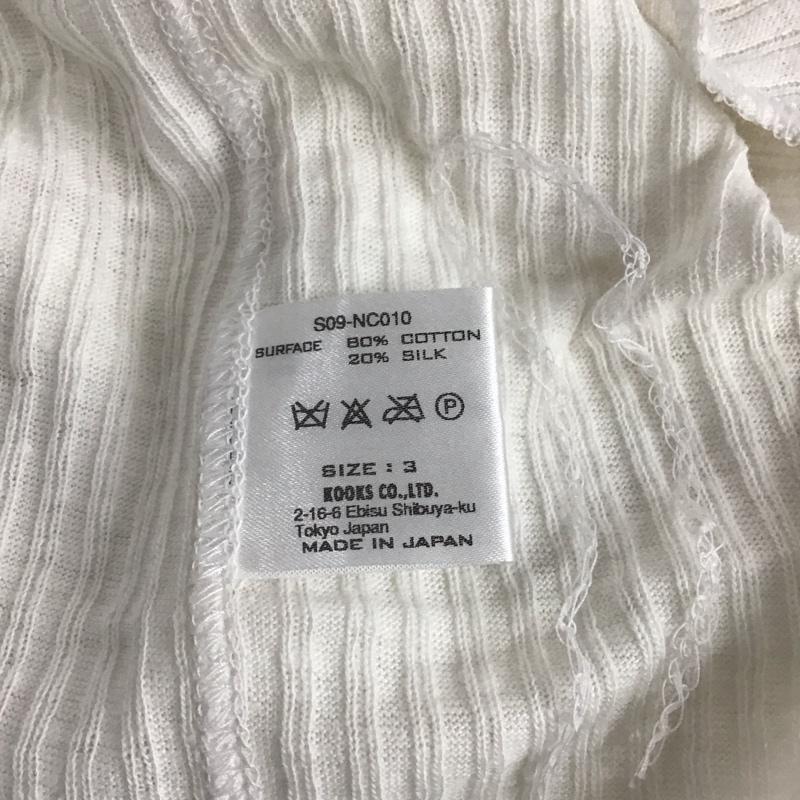 S09-NC010
SURFACE 80% COTTON
20% SILK
P
SIZE : 3
KOOKS CO.,LTD.
2-16-6 Ebisu Shibuya-ku
Tokyo Japan
MADE IN JAPAN